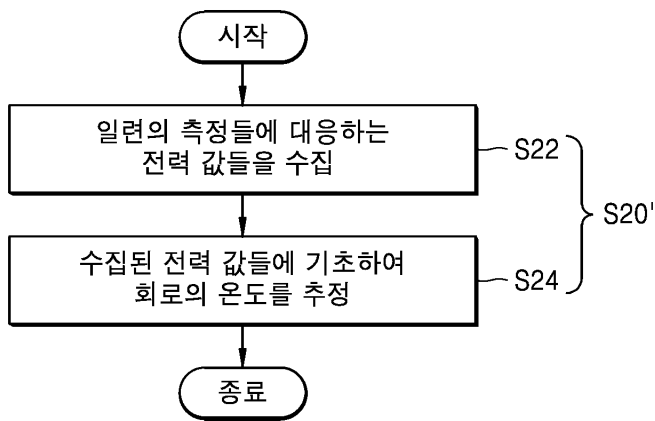 시작
일련의 측정들에 대응하는
전력 값들을 수집
S22
S20'
수집된 전력 값들에 기초하여
회로의 온도를 추정
S24
종료